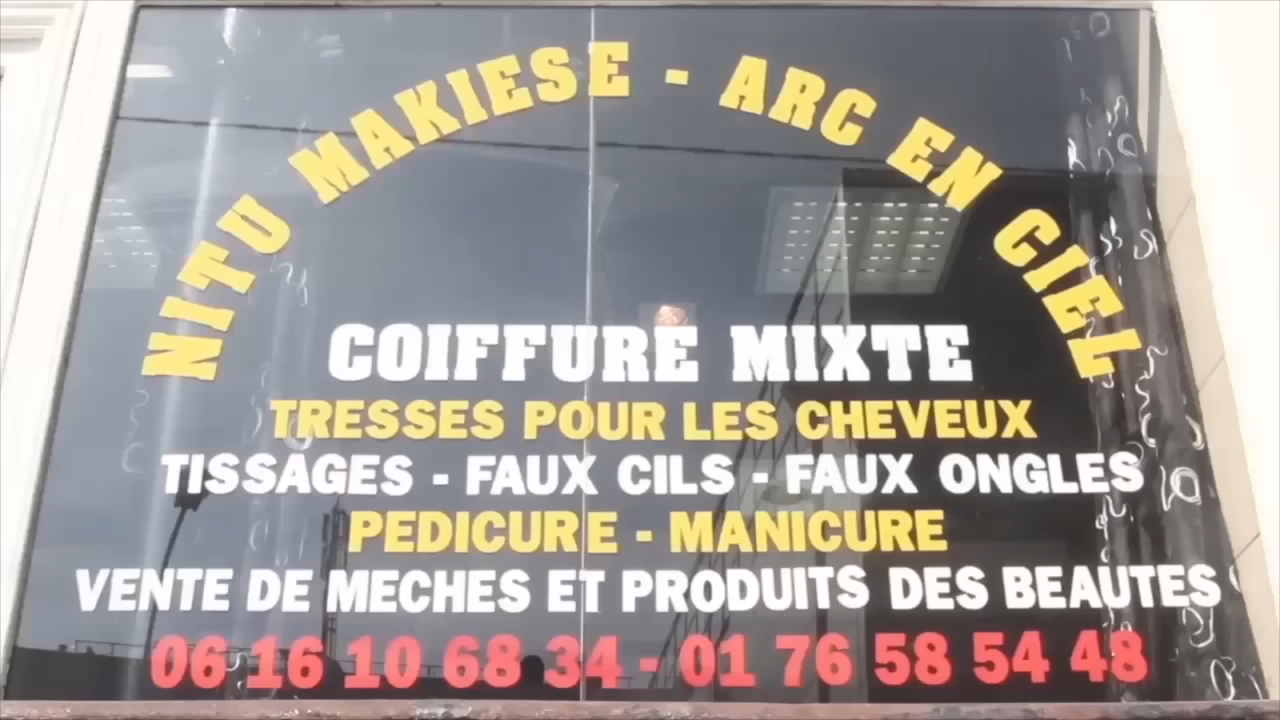 NITU MAKIESE - ARC EN CIEL
COIFFURE MIXTE
TRESSES POUR LES CHEVEUX
TISSAGES - FAUX CILS - FAUX ONGLES
PEDICURE - MANICURE
VENTE DE MECHES ET PRODUITS DES BEAUTES
06 16 10 68 34 - 01 76 58 54 48